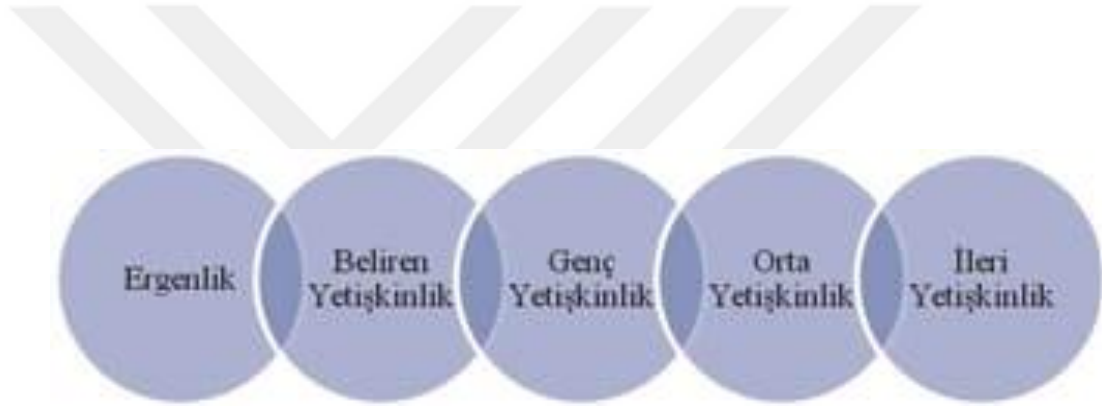 Ergenlik
Beliren
Yetişkinlik
Genç
Yetişkinlik
Orta
Yetişkinlik
İleri
Yetişkinlik